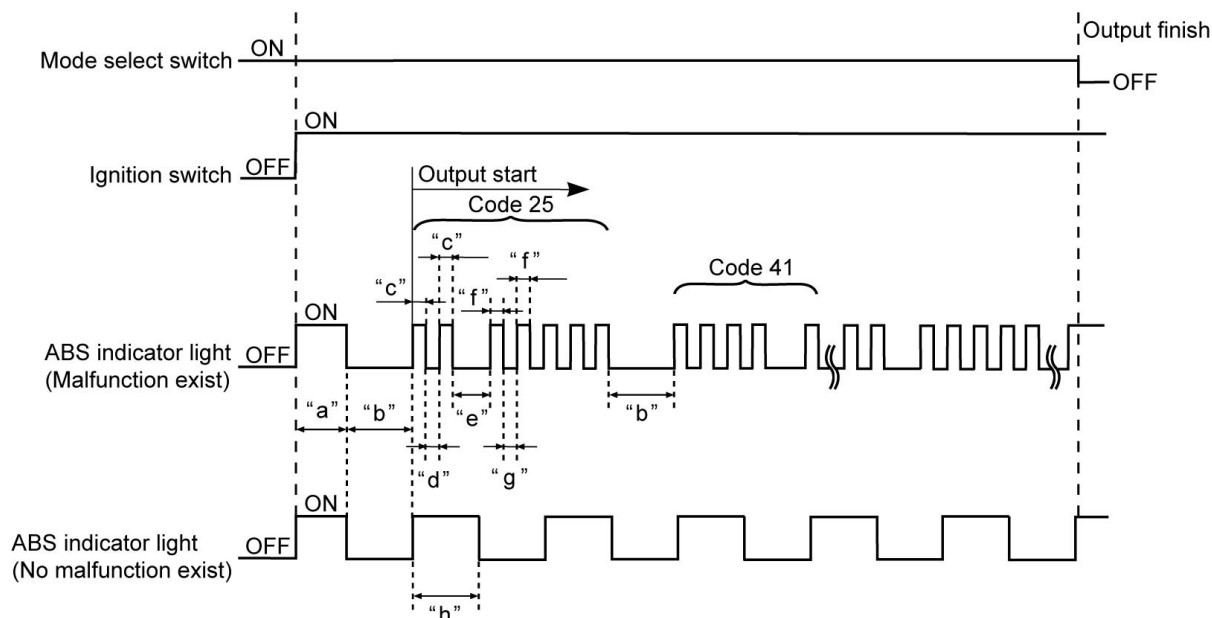 Output finish
Mode select switch
ON
OFF
ON
Ignition switch
OFF
Output start
Code 25
“c”
“f”
Code 41
“c”
“f”
ON
ABS indicator light
(Malfunction exist)
OFF
“a”
“b”
“e”
“b”
“d”
“g”
ON
ABS indicator light
(No malfunction exist)
OFF
“h”